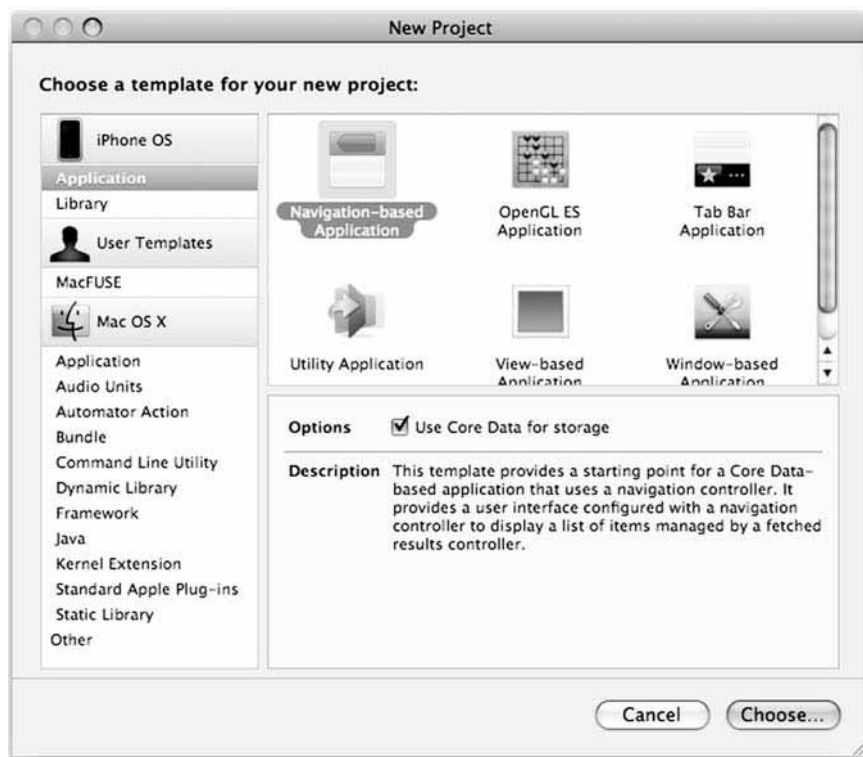 New Project
Choose a template for your new project:
iPhone OS
Application
Library
User Templates
MacFUSE
Mac OS X
Application
Audio Units
Automator Action
Bundle
Command Line Utility
Dynamic Library
Framework
Java
Kernel Extension
Standard Apple Plug-ins
Static Library
Other
Navigation-based
Application
OpenGL ES
Application
Tab Bar
Application
Utility Application
View-based
Application
Window-based
Application
Options Use Core Data for storage
Description This template provides a starting point for a Core Data-
based application that uses a navigation controller. It
provides a user interface configured with a navigation
controller to display a list of items managed by a fetched
results controller.
Cancel
Choose...